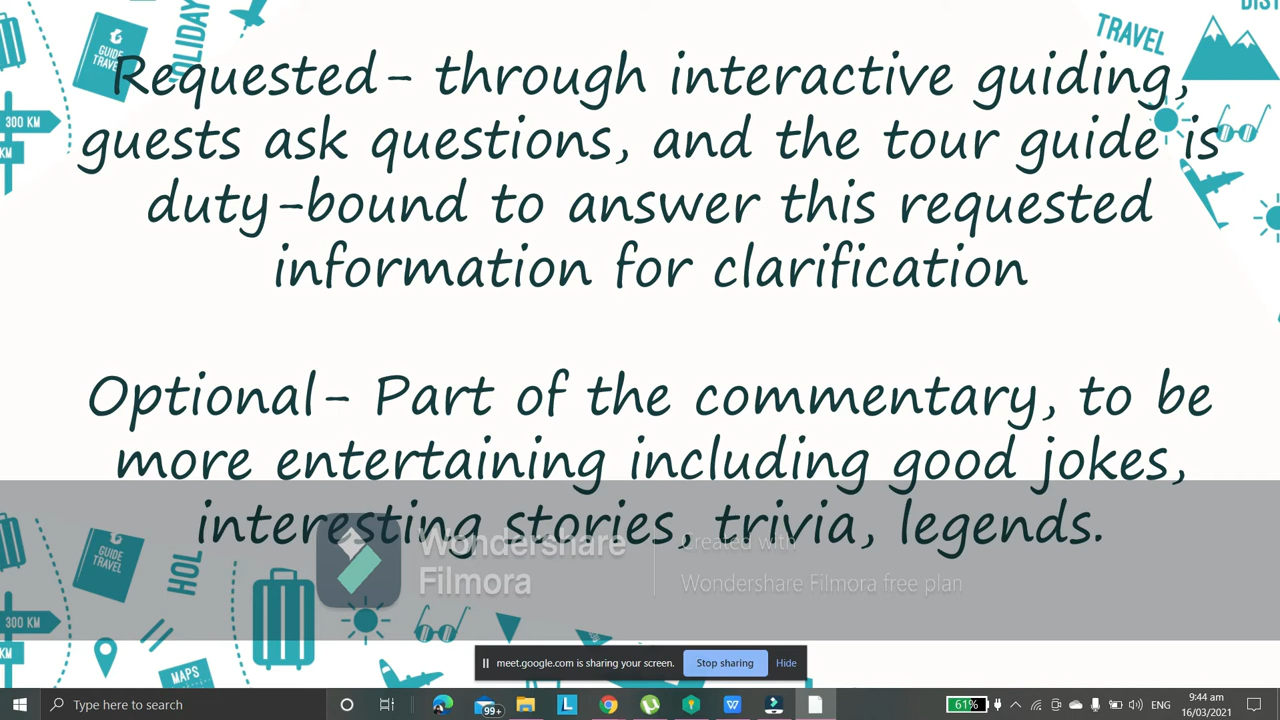 DIST
TRAVEL
GUIDE
TRAVEL
OLIDAY
300 KM
KM
Requested- through interactive guiding,
guests ask questions, and the tour guide is
duty-bound to answer this requested
information for clarification
Optional- Part of the commentary, to be
more entertaining including good jokes,
interesting stories, trivia, legends.
Wondershare
Filmora
Created with
Wondershare Filmora free plan
GUIDE
TRAVEL
HOL
300 KM
KM
MAPS
meet.google.com is sharing your screen.
Stop sharing
Hide
Type here to search
99+
L
W
61%
ENG
9:44 am
16/03/2021